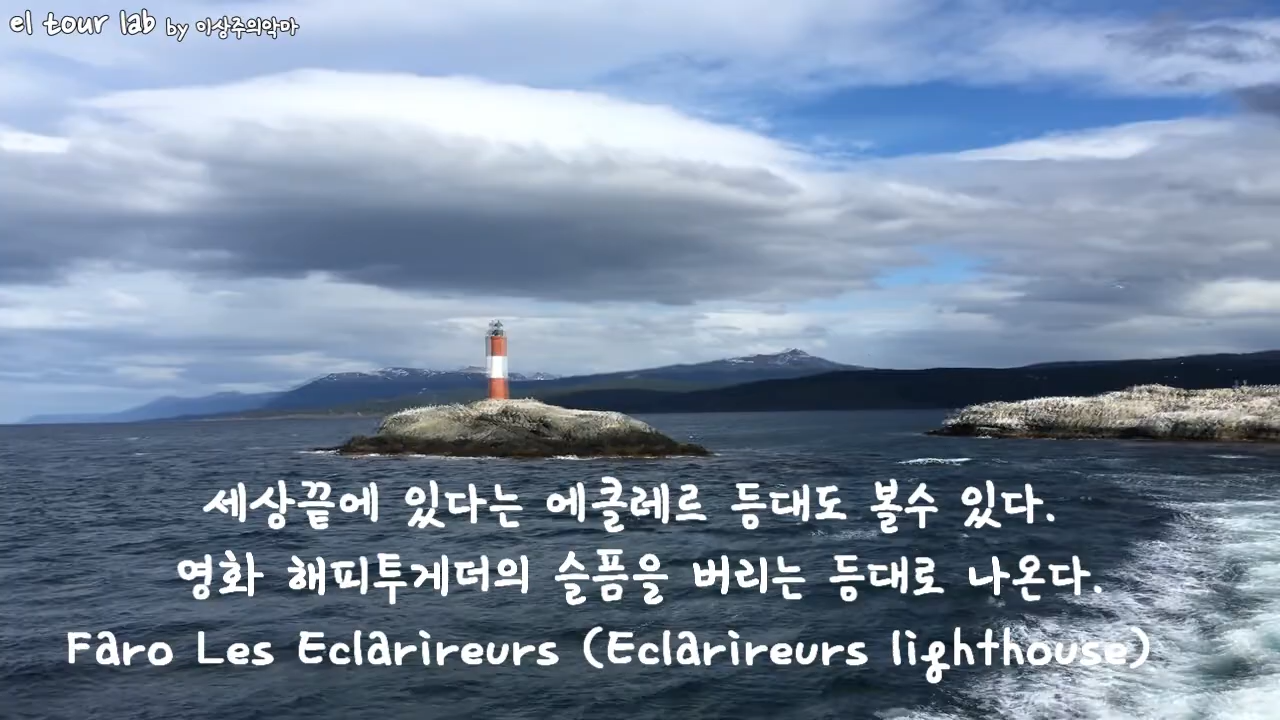 el tour lab by 이상주의악마
세상끝에 있다는 에클레르 등대도 볼수 있다.
영화 해피투게더의 슬픔을 버리는 등대로 나온다.
Faro Les Eclarireurs (Eclarireurs lighthouse)